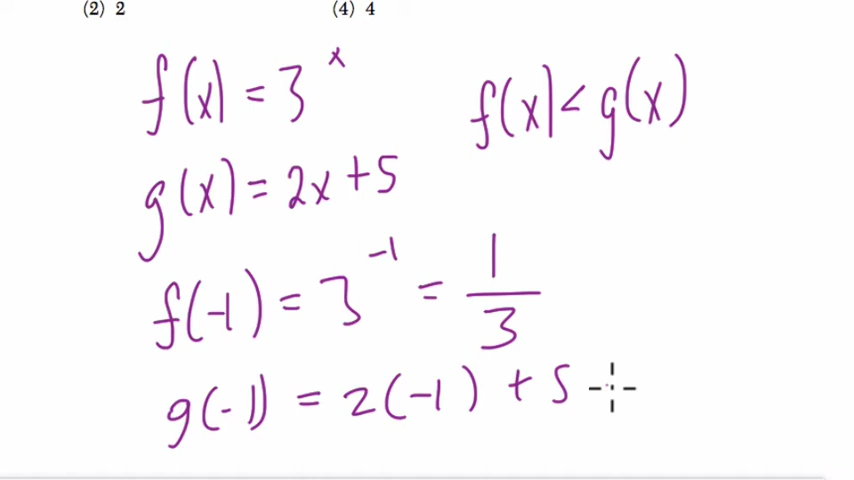 (2) 2 (4) 4
f(x) = 3^x f(x) < g(x)
g(x) = 2x + 5
f(-1) = 3^-1 = 1/3
g(-1) = 2(-1) + 5